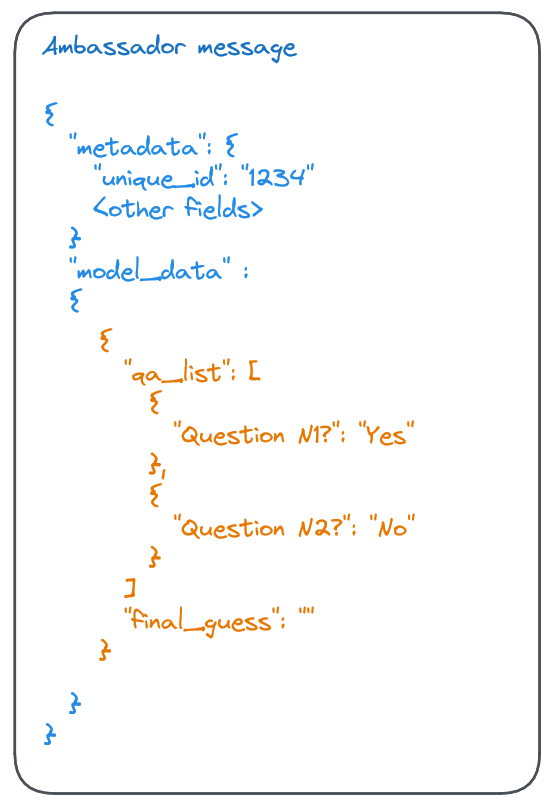 Ambassador message
{
"metadata": {
"unique_id": "1234"
<other fields>
}
"model_data" :
{
{
"qa_list": [
{
"Question N1?": "Yes"
},
{
"Question N2?": "No"
}
]
"final_guess": ""
}
}
}